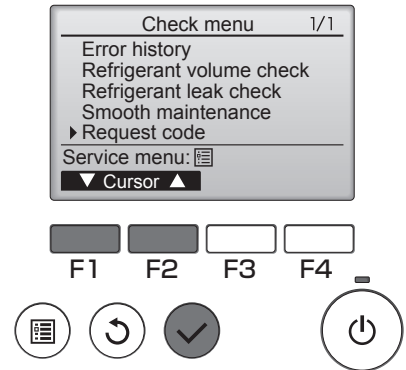 Check menu 1/1
Error history
Refrigerant volume check
Refrigerant leak check
Smooth maintenance
Request code
Service menu:
▼ Cursor ▲
F1 F2 F3 F4